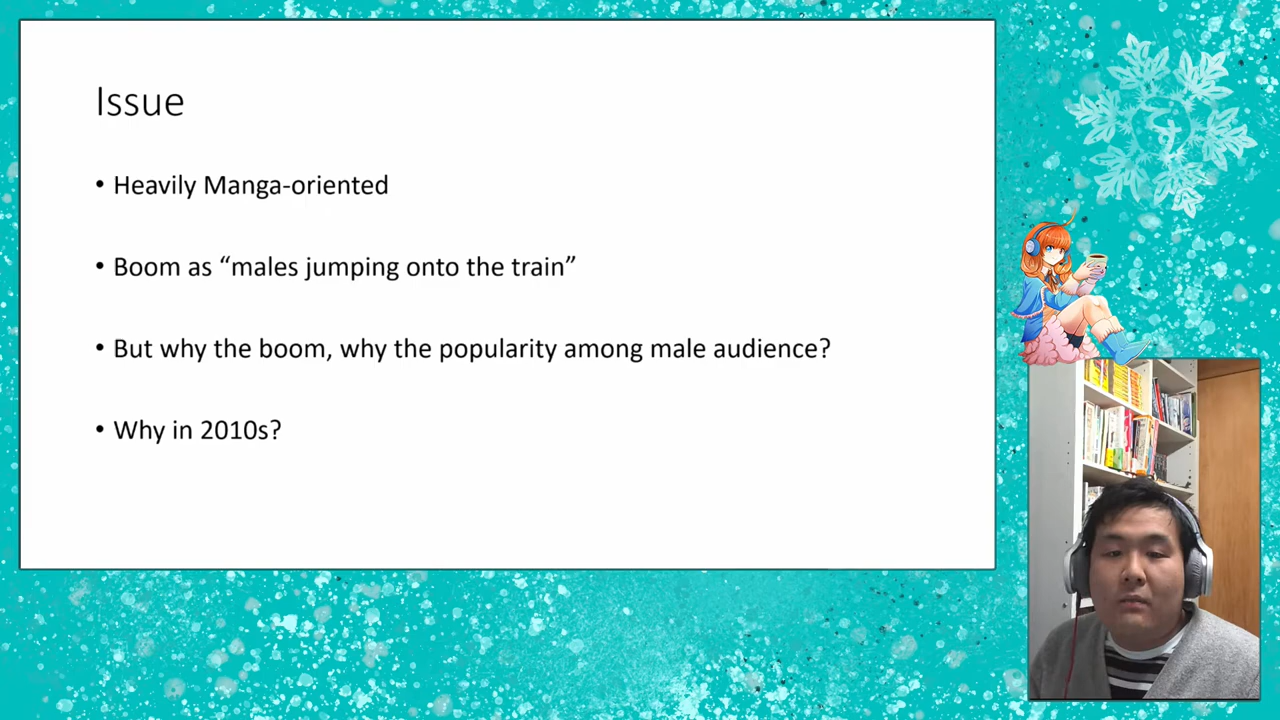 Issue
• Heavily Manga-oriented
• Boom as “males jumping onto the train”
• But why the boom, why the popularity among male audience?
• Why in 2010s?